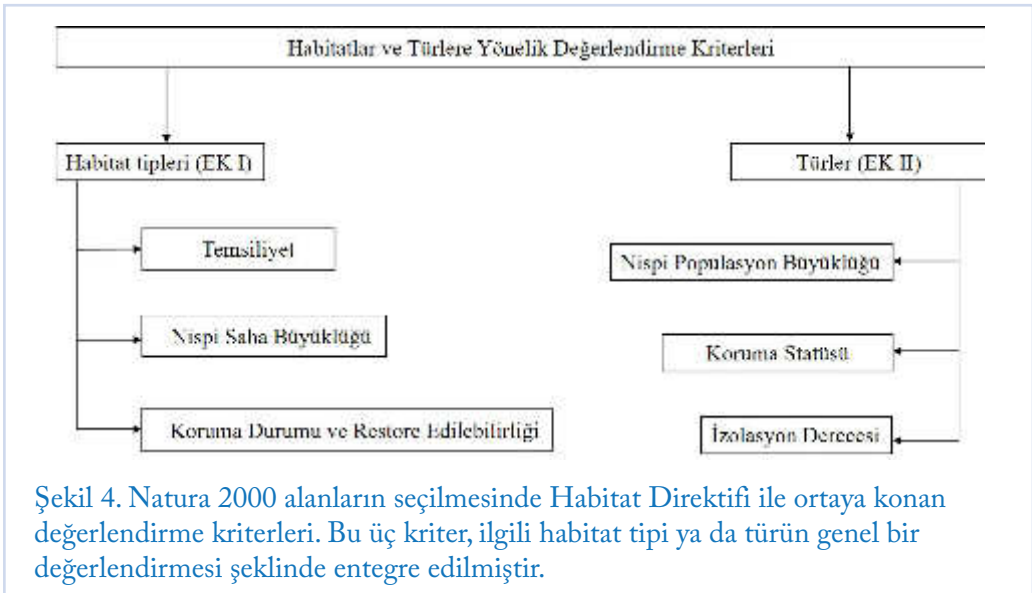 Habitatlar ve Türlere Yönelik Değerlendirme Kriterleri
Habitat tipleri (EK I)
Türler (EK II)
Temsiliyet
Nispi Populasyon Büyüklüğü
Nispi Saha Büyüklüğü
Koruma Statüsü
Koruma Durumu ve Restore Edilebilirliği
İzolasyon Derecesi
Şekil 4. Natura 2000 alanların seçilmesinde Habitat Direktifi ile ortaya konan
değerlendirme kriterleri. Bu üç kriter, ilgili habitat tipi ya da türün genel bir
değerlendirmesi şeklinde entegre edilmiştir.